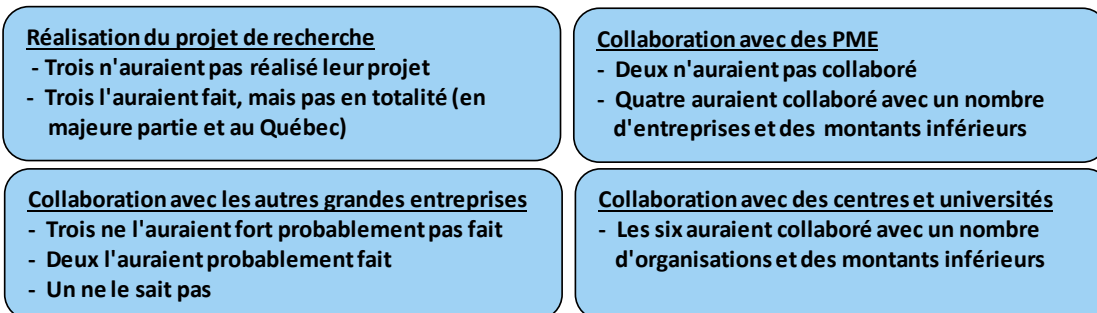 Réalisation du projet de recherche
- Trois n'auraient pas réalisé leur projet
- Trois l'auraient fait, mais pas en totalité (en
majeure partie et au Québec)
Collaboration avec des PME
- Deux n'auraient pas collaboré
- Quatre auraient collaboré avec un nombre
d'entreprises et des montants inférieurs
Collaboration avec les autres grandes entreprises
- Trois ne l'auraient fort probablement pas fait
- Deux l'auraient probablement fait
- Un ne le sait pas
Collaboration avec des centres et universités
- Les six auraient collaboré avec un nombre
d'organisations et des montants inférieurs